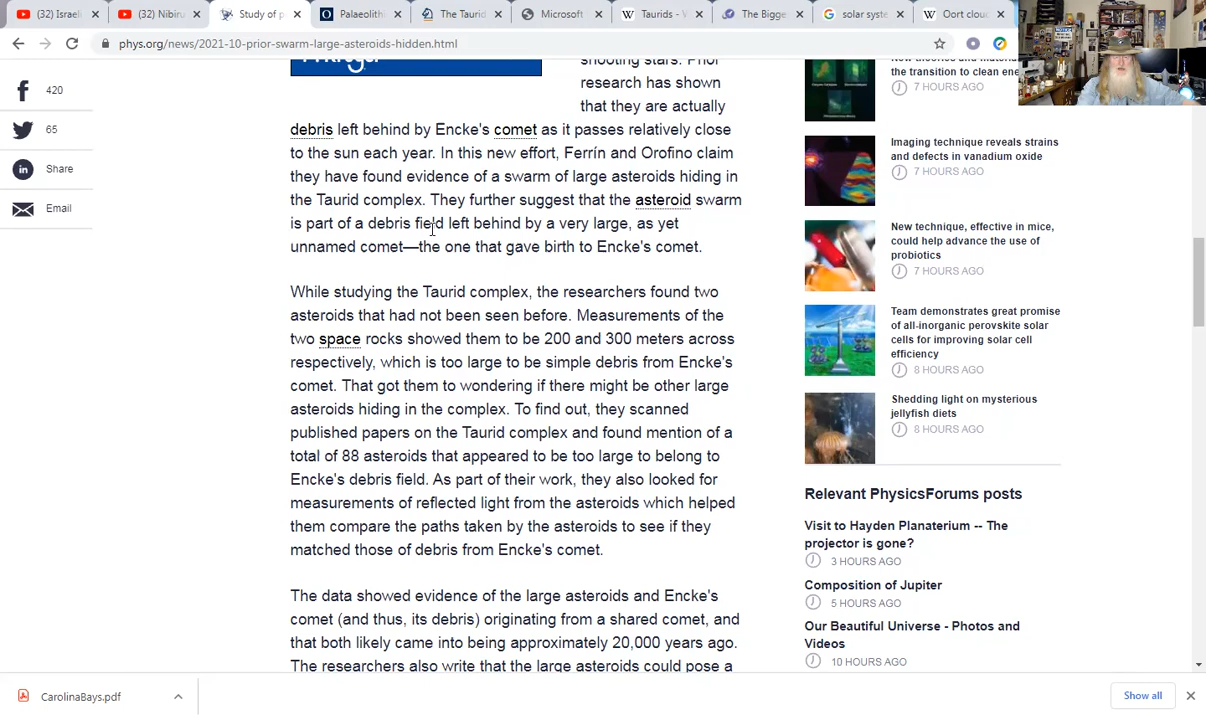 (32) Israeli
(32) Nibiru
Study of p
Palaeolith
The Taurid
Microsoft
Taurids - W
The Bigge
solar syste
Oort clou
phys.org/news/2021-10-prior-swarm-large-asteroids-hidden.html
420
65
Share
Email
shooting stars. Prior
research has shown
that they are actually
debris left behind by Encke's comet as it passes relatively close
to the sun each year. In this new effort, Ferrín and Orofino claim
they have found evidence of a swarm of large asteroids hiding in
the Taurid complex. They further suggest that the asteroid swarm
is part of a debris field left behind by a very large, as yet
unnamed comet—the one that gave birth to Encke's comet.
While studying the Taurid complex, the researchers found two
asteroids that had not been seen before. Measurements of the
two space rocks showed them to be 200 and 300 meters across
respectively, which is too large to be simple debris from Encke's
comet. That got them to wondering if there might be other large
asteroids hiding in the complex. To find out, they scanned
published papers on the Taurid complex and found mention of a
total of 88 asteroids that appeared to be too large to belong to
Encke's debris field. As part of their work, they also looked for
measurements of reflected light from the asteroids which helped
them compare the paths taken by the asteroids to see if they
matched those of debris from Encke's comet.
The data showed evidence of the large asteroids and Encke's
comet (and thus, its debris) originating from a shared comet, and
that both likely came into being approximately 20,000 years ago.
The researchers also write that the large asteroids could pose a
the transition to clean ene
7 HOURS AGO
Imaging technique reveals strains
and defects in vanadium oxide
7 HOURS AGO
New technique, effective in mice,
could help advance the use of
probiotics
7 HOURS AGO
Team demonstrates great promise
of all-inorganic perovskite solar
cells for improving solar cell
efficiency
8 HOURS AGO
Shedding light on mysterious
jellyfish diets
8 HOURS AGO
Relevant PhysicsForums posts
Visit to Hayden Planaterium -- The
projector is gone?
3 HOURS AGO
Composition of Jupiter
5 HOURS AGO
Our Beautiful Universe - Photos and
Videos
10 HOURS AGO
CarolinaBays.pdf
Show all